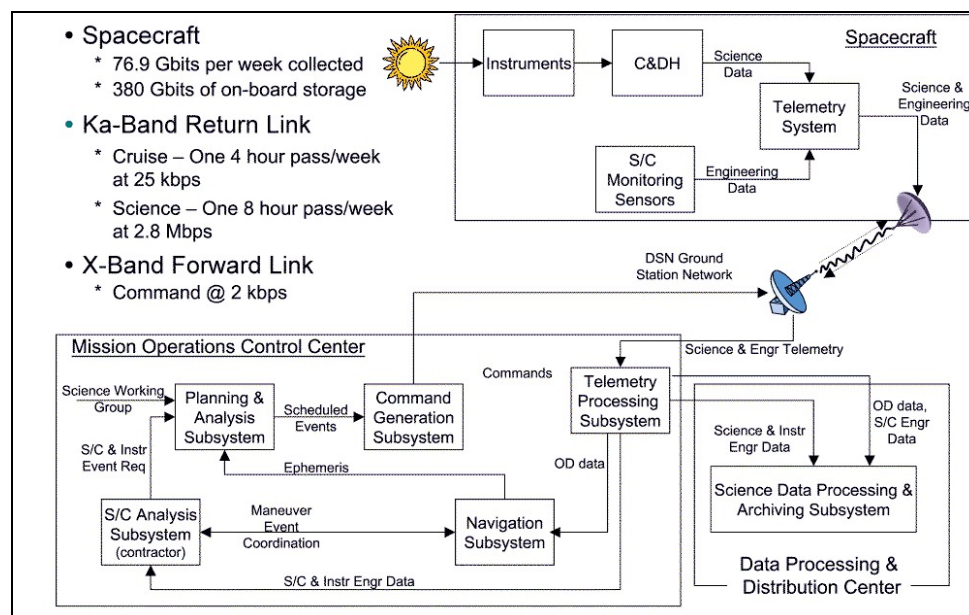 • Spacecraft
* 76.9 Gbits per week collected
* 380 Gbits of on-board storage
• Ka-Band Return Link
* Cruise – One 4 hour pass/week
at 25 kbps
* Science – One 8 hour pass/week
at 2.8 Mbps
• X-Band Forward Link
* Command @ 2 kbps
Spacecraft
Instruments
C&DH
Science
Data
Telemetry
System
Science &
Engineering
Data
S/C
Monitoring
Sensors
Engineering
Data
DSN Ground
Station Network
Science & Engr Telemetry
Mission Operations Control Center
Commands
Science Working
Group
Planning &
Analysis
Subsystem
Scheduled
Events
Command
Generation
Subsystem
Telemetry
Processing
Subsystem
S/C & Instr
Event Req
Ephemeris
OD data
S/C Analysis
Subsystem
(contractor)
Maneuver
Event
Coordination
Navigation
Subsystem
S/C & Instr Engr Data
Science & Instr
Engr Data
OD data,
S/C Engr
Data
Science Data Processing &
Archiving Subsystem
Data Processing &
Distribution Center